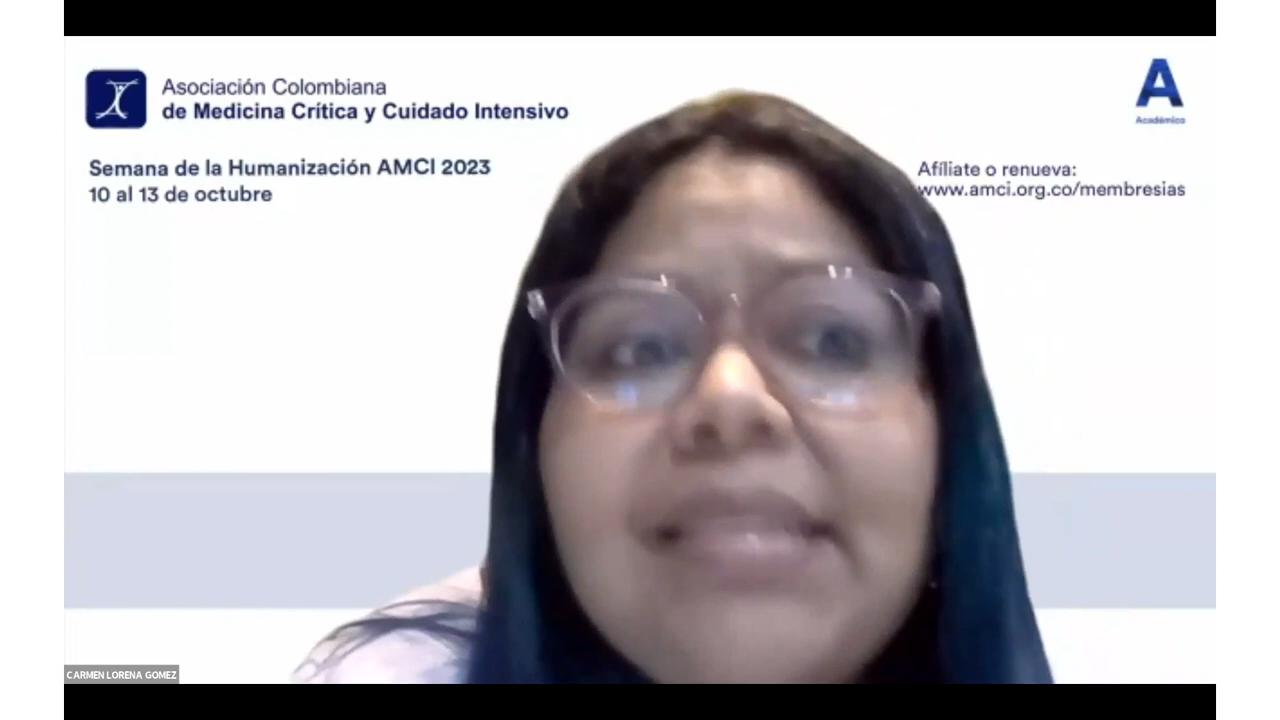 Asociación Colombiana
de Medicina Crítica y Cuidado Intensivo
A
Académico
Semana de la Humanización AMCI 2023
10 al 13 de octubre
Afíliate o renueva:
www.amci.org.co/membresias
CARMEN LORENA GOMEZ